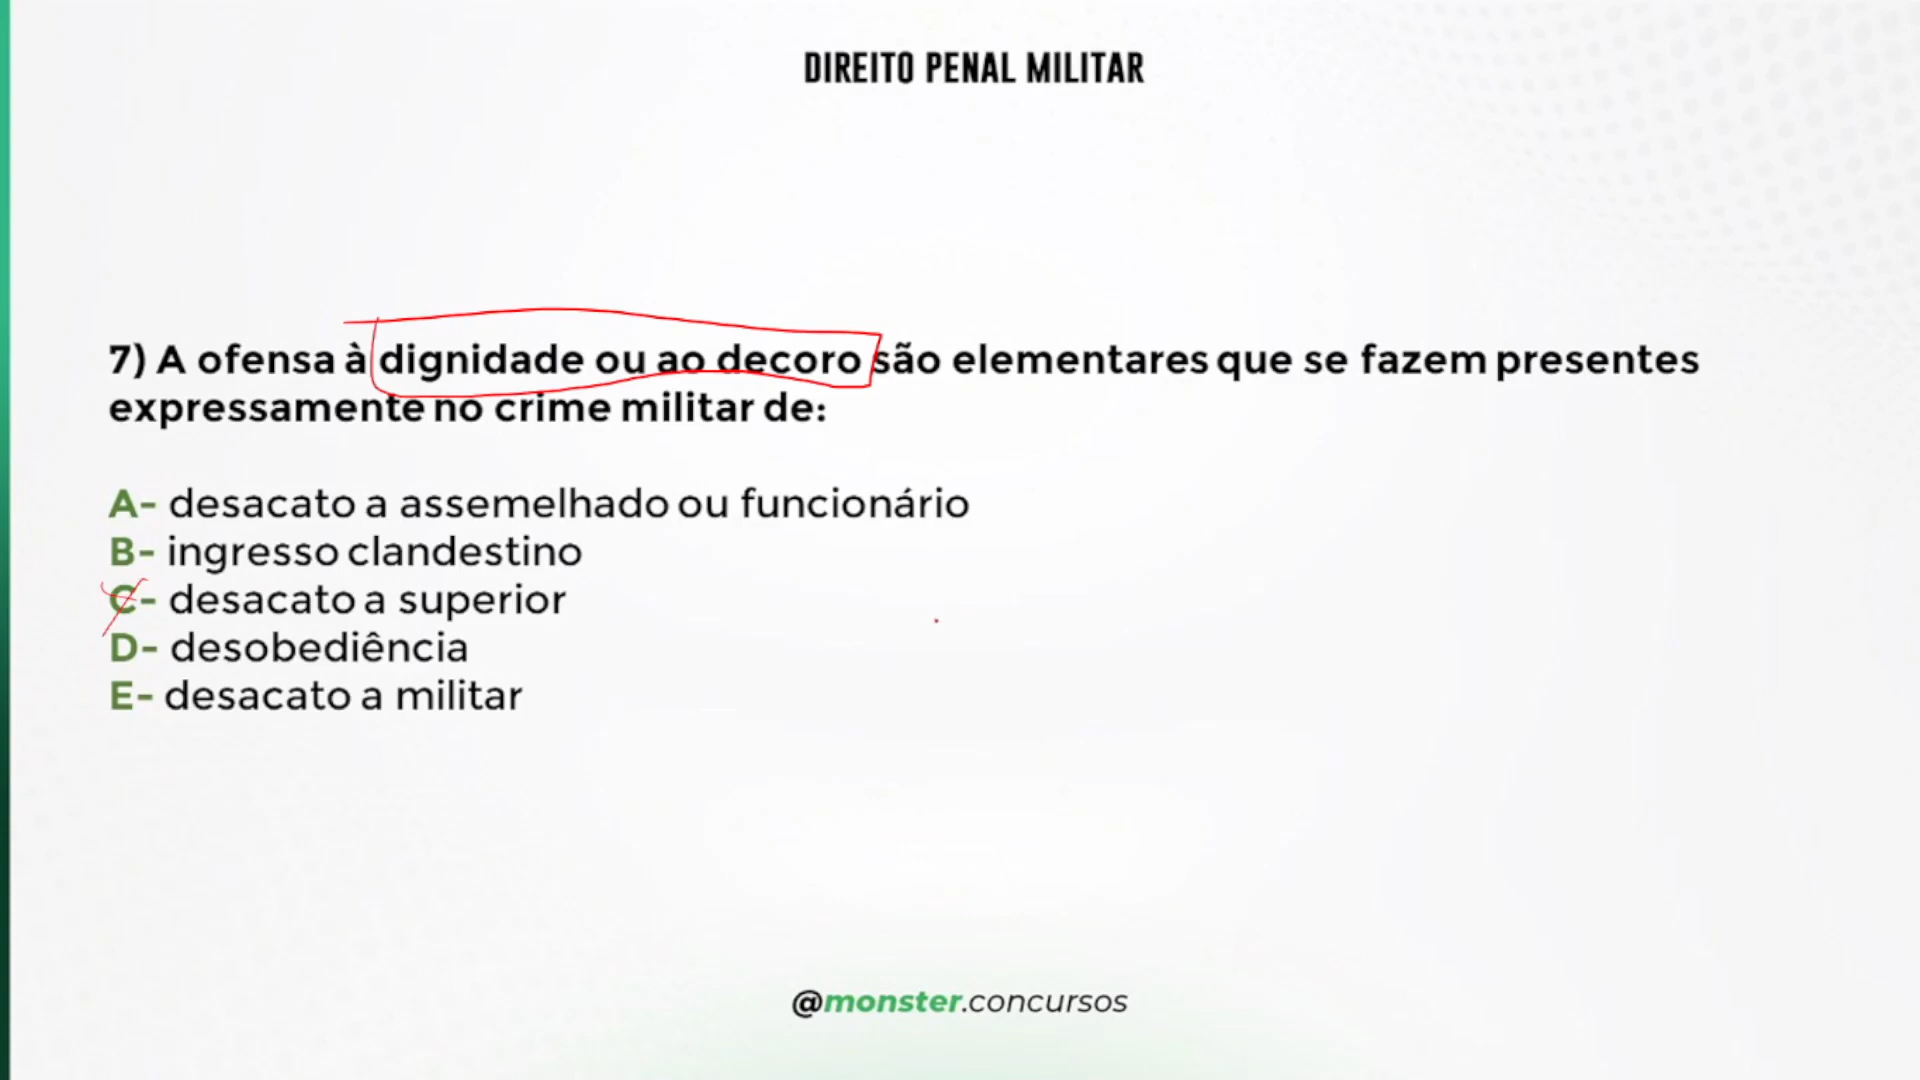 DIREITO PENAL MILITAR
7) A ofensa à dignidade ou ao decoro são elementares que se fazem presentes
expressamente no crime militar de:
A- desacato a assemelhado ou funcionário
B- ingresso clandestino
C- desacato a superior
D- desobediência
E- desacato a militar
@monster.concursos